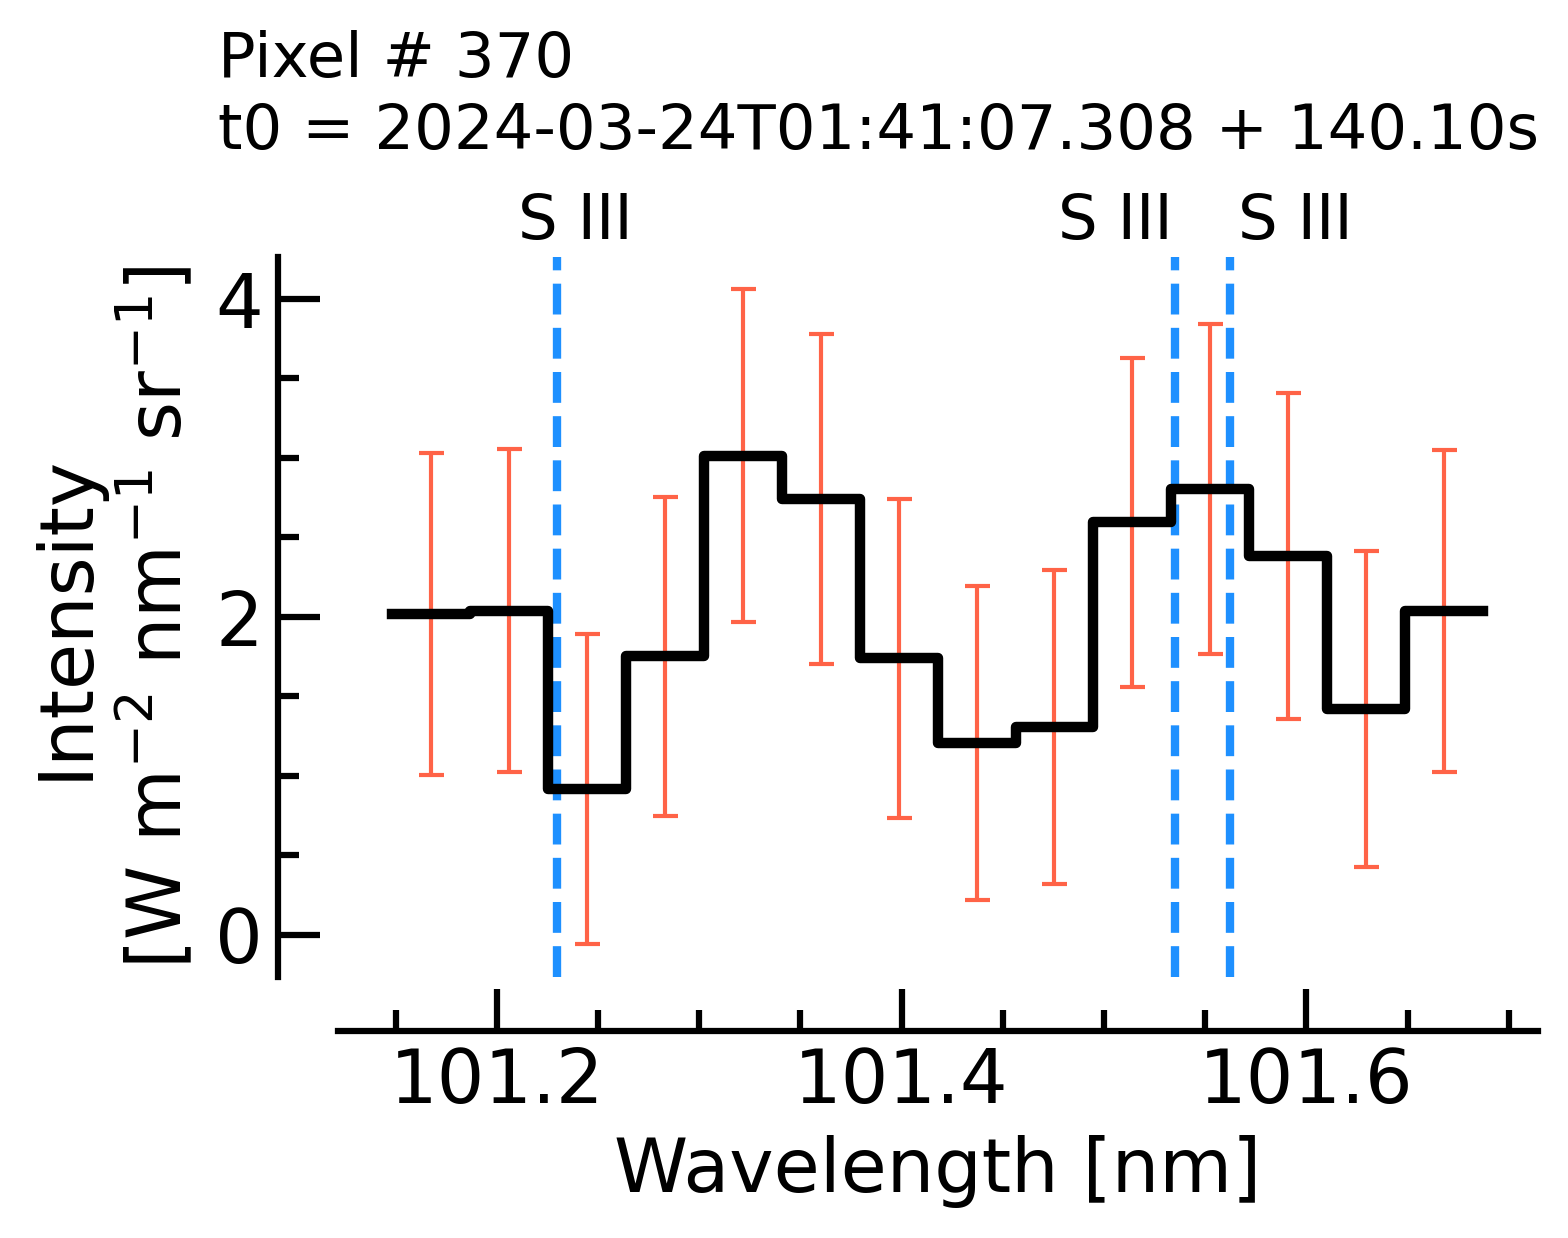 Pixel # 370
t0 = 2024-03-24T01:41:07.308 + 140.10s
S III S III S III
Intensity
[W m⁻² nm⁻¹ sr⁻¹]
4
2
0
101.2 101.4 101.6
Wavelength [nm]